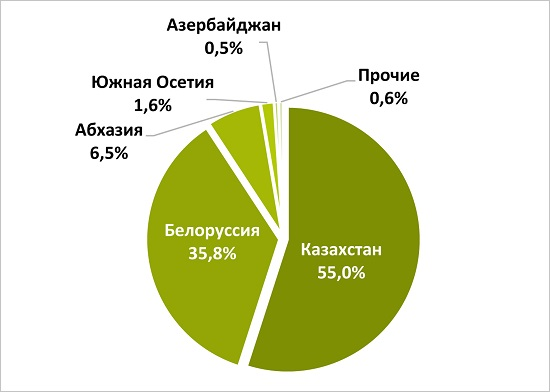 Азербайджан
0,5%
Южная Осетия
1,6%
Прочие
0,6%
Абхазия
6,5%
Белоруссия
35,8%
Казахстан
55,0%